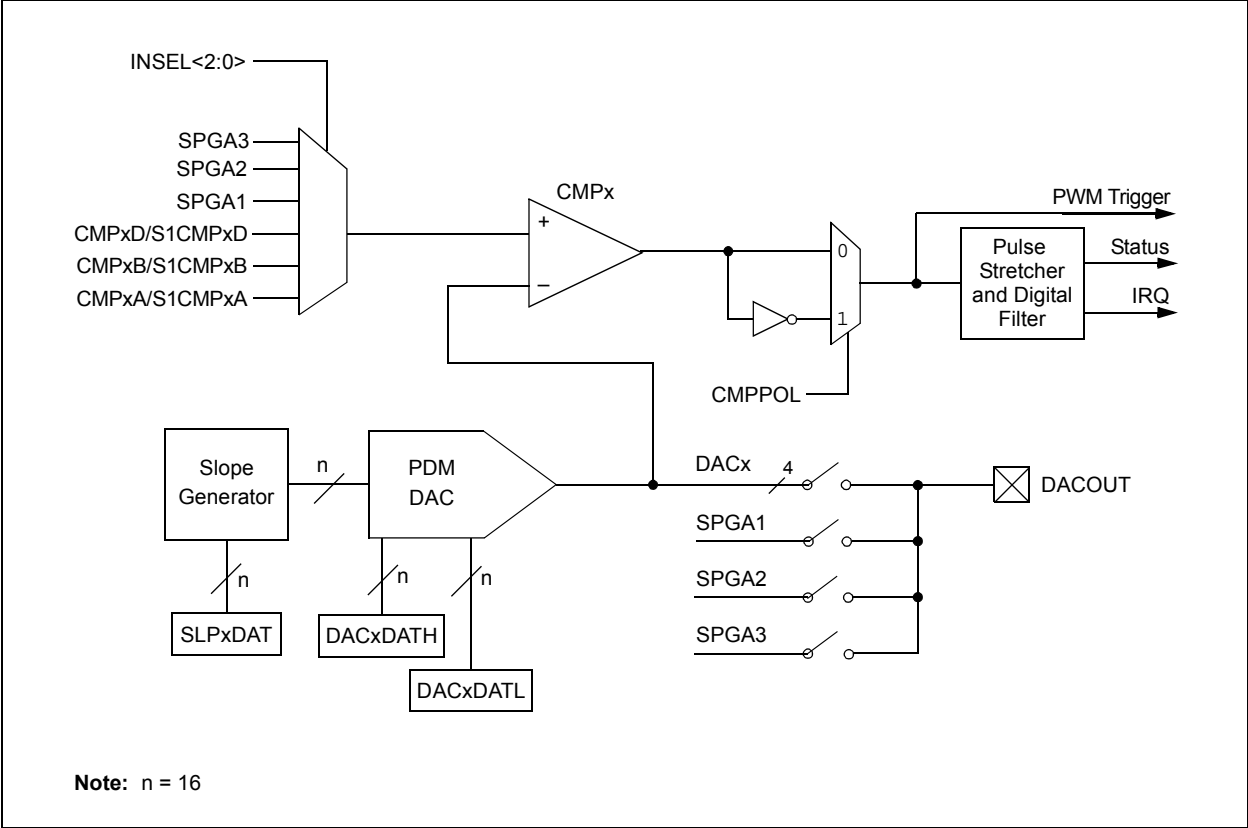 INSEL<2:0>
SPGA3
SPGA2
SPGA1
CMPxD/S1CMPxD
CMPxB/S1CMPxB
CMPxA/S1CMPxA
CMPx
+
–
0
1
CMPPOL
PWM Trigger
Pulse
Stretcher
and Digital
Filter
Status
IRQ
Slope
Generator
n
PDM
DAC
n
n
n
SLPxDAT
DACxDATH
DACxDATL
DACx
4
SPGA1
SPGA2
SPGA3
DACOUT
Note: n = 16